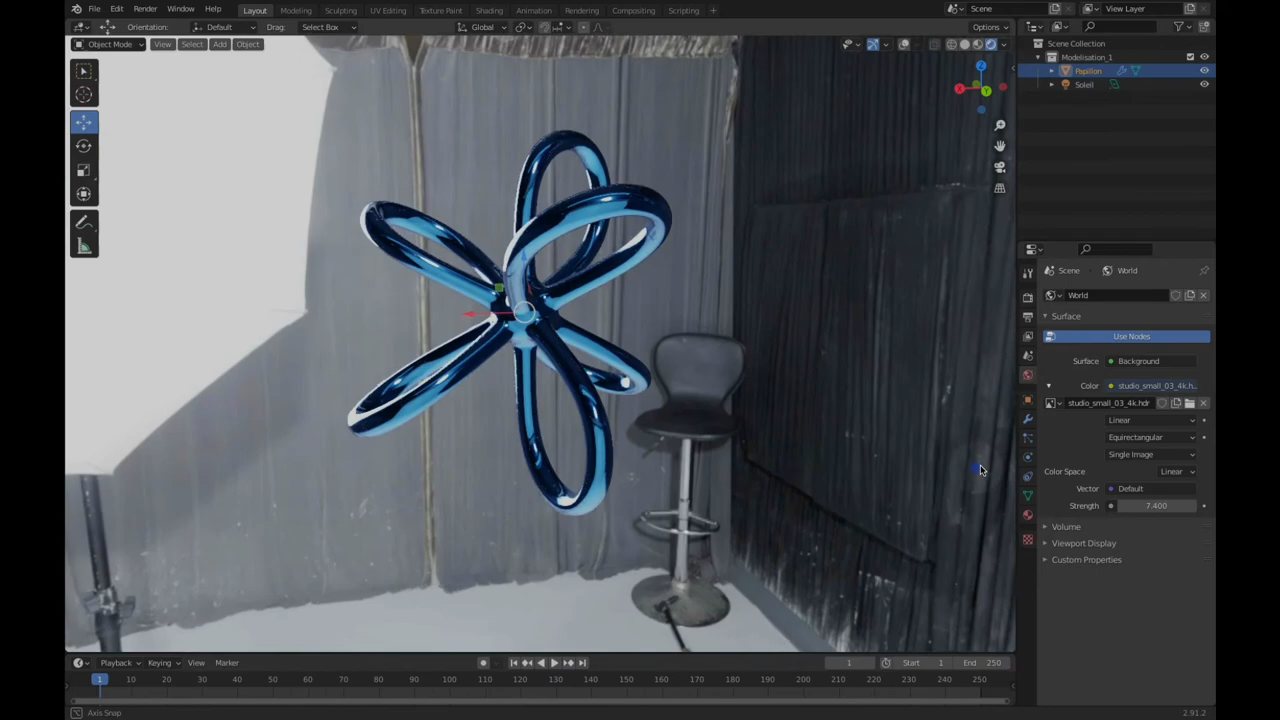 File Edit Render Window Help Layout Modeling Sculpting UV Editing Texture Paint Shading Animation Rendering Compositing Scripting + Scene View Layer
Orientation: Default Drag: Select Box Global Options
Object Mode View Select Add Object
Scene Collection
Modelisation_1
Papillon
Soleil
Z
X
Y
Scene World
World
Surface
Use Nodes
Surface Background
Color studio_small_03_4k.h..
studio_small_03_4k.hdr
Linear
Equirectangular
Single Image
Color Space Linear
Vector Default
Strength 7.400
Volume
Viewport Display
Custom Properties
Playback Keying View Marker 1 Start 1 End 250
1 10 20 30 40 50 60 70 80 90 100 110 120 130 140 150 160 170 180 190 200 210 220 230 240 250
Axis Snap 2.91.2